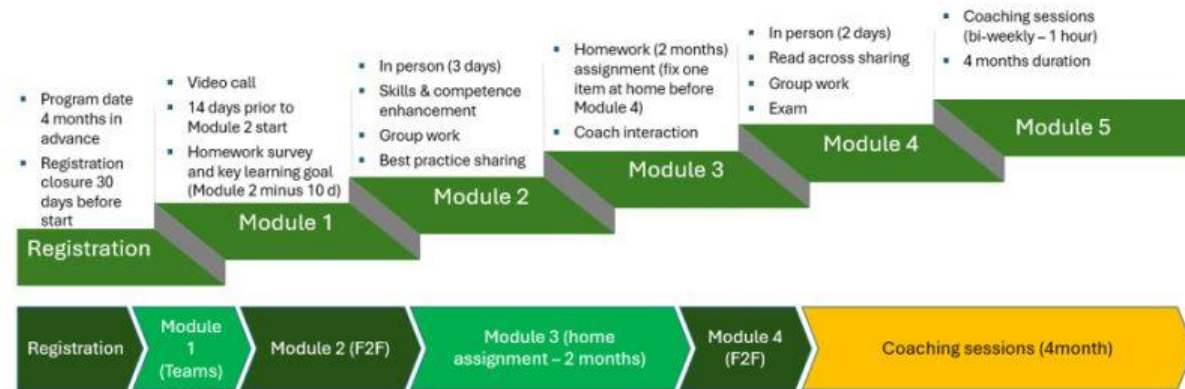 Program date
4 months in
advance
Registration
closure 30
days before
start
Registration
Video call
14 days prior to
Module 2 start
Homework survey
and key learning goal
(Module 2 minus 10 d)
Module 1
In person (3 days)
Skills & competence
enhancement
Group work
Best practice sharing
Module 2
Homework (2 months)
assignment (fix one
item at home before
Module 4)
Coach interaction
Module 3
In person (2 days)
Read across sharing
Group work
Exam
Module 4
Coaching sessions
(bi-weekly – 1 hour)
4 months duration
Module 5
Registration
Module
1
(Teams)
Module 2 (F2F)
Module 3 (home
assignment – 2 months)
Module 4
(F2F)
Coaching sessions (4month)